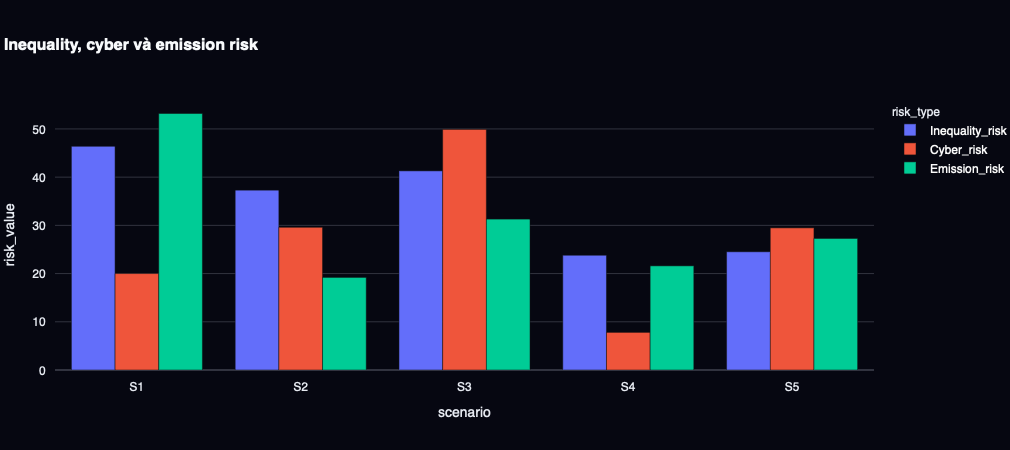 Inequality, cyber và emission risk
risk_type
Inequality_risk
Cyber_risk
Emission_risk
risk_value
50
40
30
20
10
0
S1
S2
S3
S4
S5
scenario